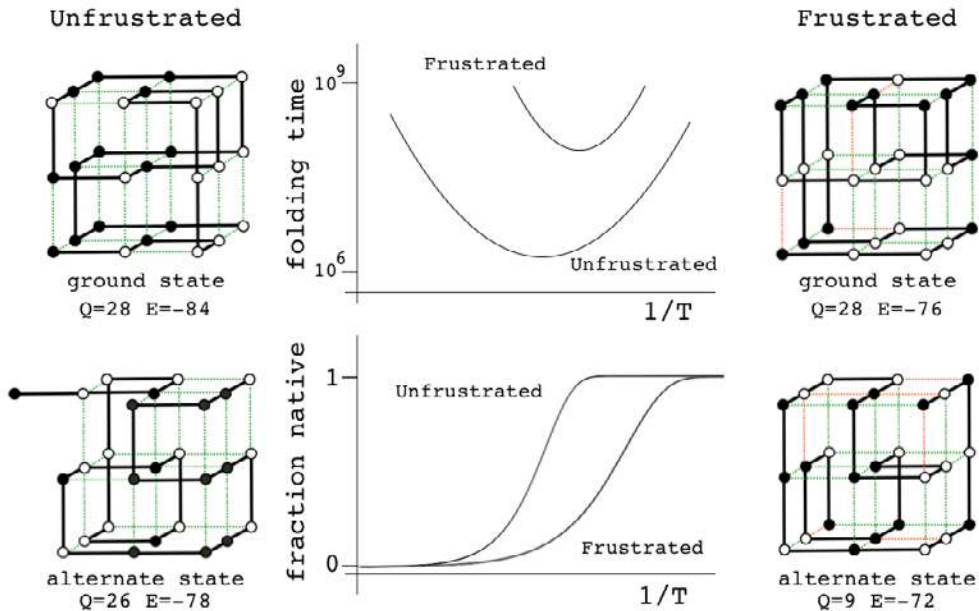 Unfrustrated
Frustrated
folding time
10^9
10^6
Frustrated
Unfrustrated
1/T
ground state
Q=28 E=-84
ground state
Q=28 E=-76
fraction native
1
0
Unfrustrated
Frustrated
1/T
alternate state
Q=26 E=-78
alternate state
Q=9 E=-72